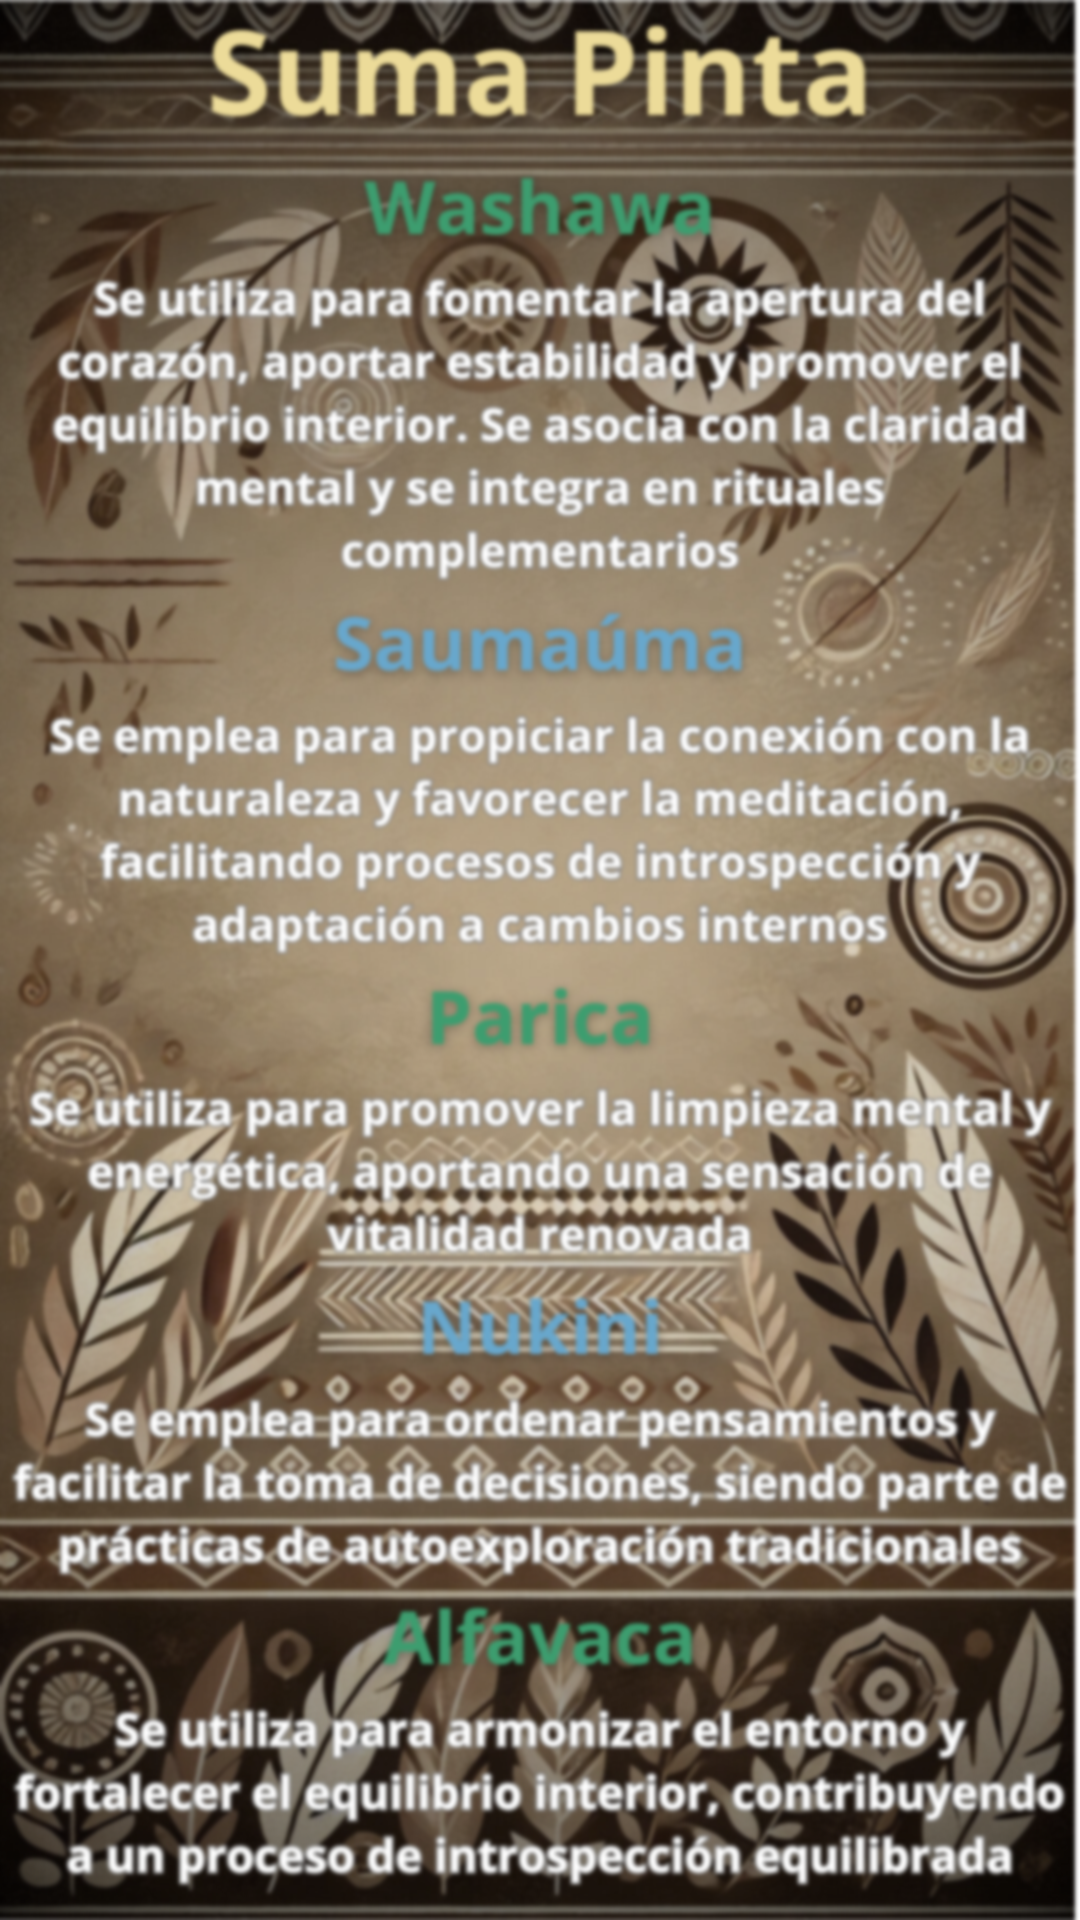 Suma Pinta
Washawa
Se utiliza para fomentar la apertura del
corazón, aportar estabilidad y promover el
equilibrio interior. Se asocia con la claridad
mental y se integra en rituales
complementarios
Saumaúma
Se emplea para propiciar la conexión con la
naturaleza y favorecer la meditación,
facilitando procesos de introspección y
adaptación a cambios internos
Parica
Se utiliza para promover la limpieza mental y
energética, aportando una sensación de
vitalidad renovada
Nukini
Se emplea para ordenar pensamientos y
facilitar la toma de decisiones, siendo parte de
prácticas de autoexploración tradicionales
Alfavaca
Se utiliza para armonizar el entorno y
fortalecer el equilibrio interior, contribuyendo
a un proceso de introspección equilibrada